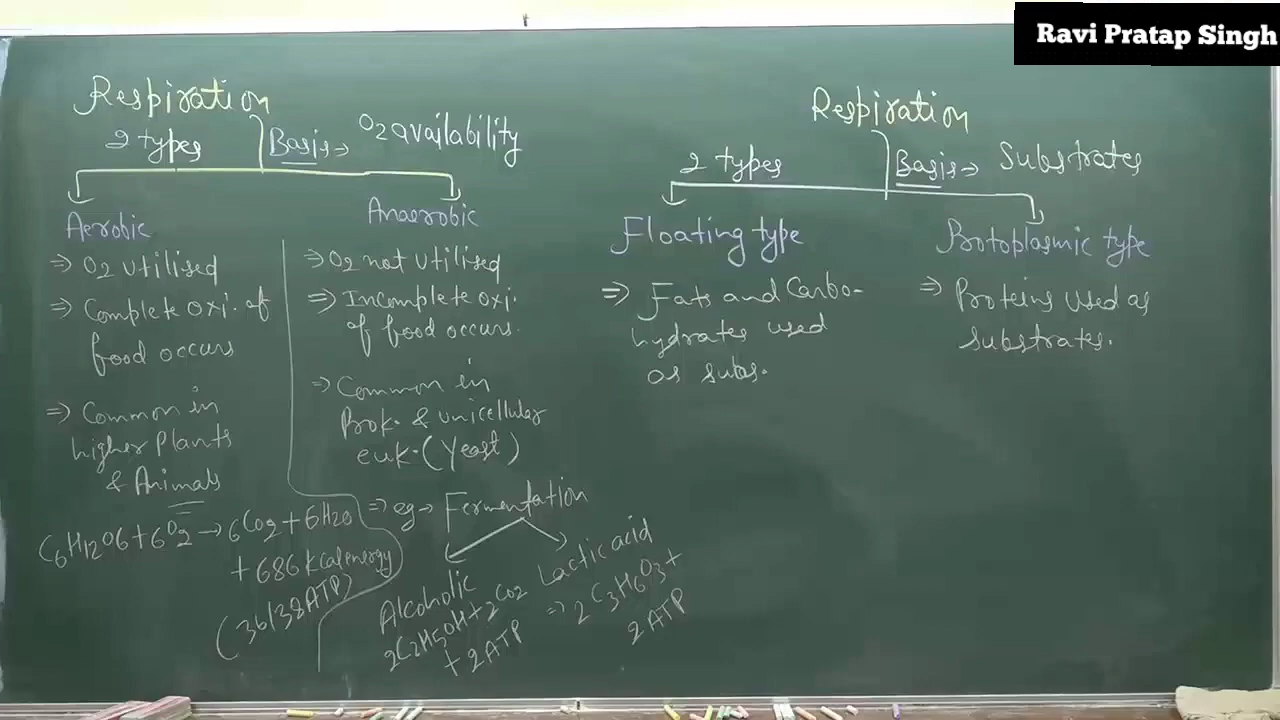 Ravi Pratap Singh
Respiration
2 types
Basis => O2 availability
Aerobic
=> O2 utilised
=> Complete oxi. of
food occurs
=> Common in
higher Plants
& Animals
C6H12O6 + 6O2 → 6CO2 + 6H2O
+ 686 kcal energy
(36/38 ATP)
Anaerobic
=> O2 not utilised
=> Incomplete oxi.
of food occurs.
=> Common in
Prok. & unicellular
euk. (Yeast)
=> eg → Fermentation
Alcoholic
2C2H5OH + 2CO2
+ 2ATP
Lactic acid
=> 2C3H6O3 +
2ATP
Respiration
2 types
Basis => Substrates
Floating type
=> Fats and Carbo-
hydrates used
as subs.
Protoplasmic type
=> Proteins used as
substrates.